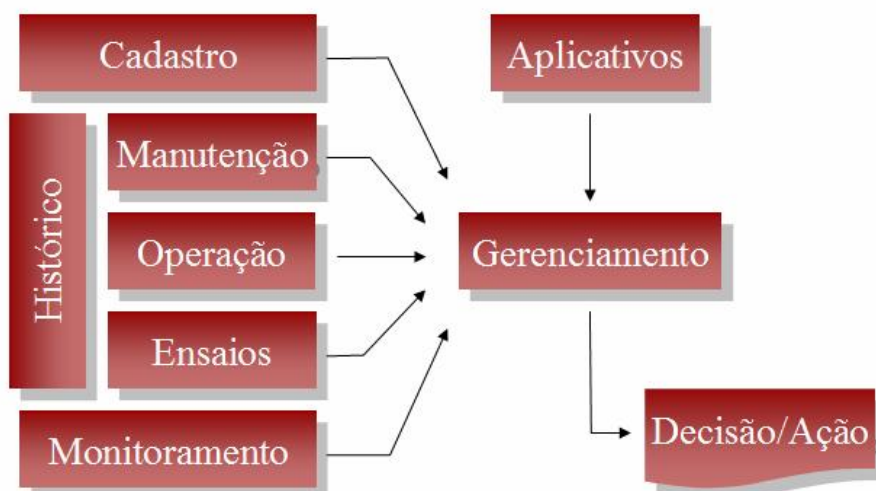 Cadastro
Aplicativos
Histórico
Manutenção
Operação
Gerenciamento
Ensaios
Decisão/Ação
Monitoramento